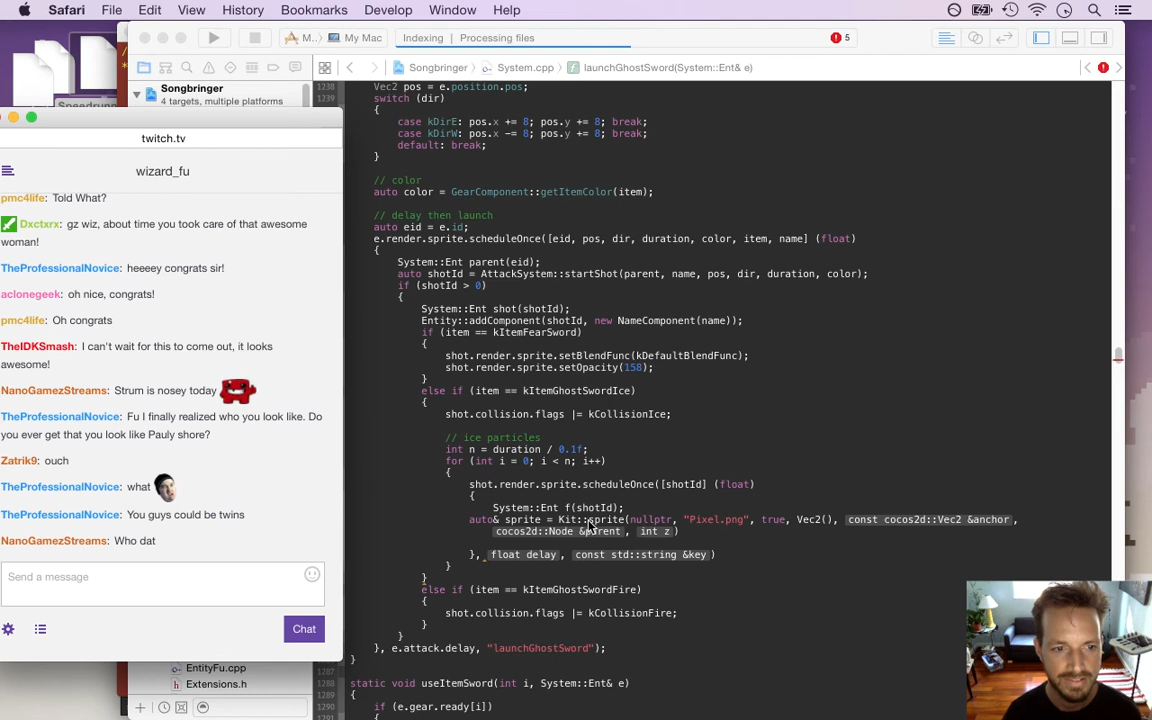 Safari File Edit View History Bookmarks Develop Window Help
M... My Mac
Indexing | Processing files
5
Songbringer System.cpp launchGhostSword(System::Ent& e)
Songbringer
4 targets, multiple platforms
Speedrun
twitch.tv
wizard_fu
pmc4life: Told What?
Dxctxrx: gz wiz, about time you took care of that awesome
woman!
TheProfessionalNovice: heeeey congrats sir!
aclonegeek: oh nice, congrats!
pmc4life: Oh congrats
TheIDKSmash: I can't wait for this to come out, it looks
awesome!
NanoGamezStreams: Strum is nosey today
TheProfessionalNovice: Fu I finally realized who you look like. Do
you ever get that you look like Pauly shore?
Zatrik9: ouch
TheProfessionalNovice: what
TheProfessionalNovice: You guys could be twins
NanoGamezStreams: Who dat
Send a message
Chat
EntityFu.cpp
Extensions.h
1238 Vec2 pos = e.position.pos;
1239 switch (dir)
{
case kDirE: pos.x += 8; pos.y += 8; break;
case kDirW: pos.x -= 8; pos.y += 8; break;
default: break;
}
// color
auto color = GearComponent::getItemColor(item);
// delay then launch
auto eid = e.id;
e.render.sprite.scheduleOnce([eid, pos, dir, duration, color, item, name] (float)
{
System::Ent parent(eid);
auto shotId = AttackSystem::startShot(parent, name, pos, dir, duration, color);
if (shotId > 0)
{
System::Ent shot(shotId);
Entity::addComponent(shotId, new NameComponent(name));
if (item == kItemFearSword)
{
shot.render.sprite.setBlendFunc(kDefaultBlendFunc);
shot.render.sprite.setOpacity(158);
}
else if (item == kItemGhostSwordIce)
{
shot.collision.flags |= kCollisionIce;
// ice particles
int n = duration / 0.1f;
for (int i = 0; i < n; i++)
{
shot.render.sprite.scheduleOnce([shotId] (float)
{
System::Ent f(shotId);
auto& sprite = Kit::sprite(nullptr, "Pixel.png", true, Vec2(), const cocos2d::Vec2 &anchor,
cocos2d::Node &parent, int z)
}, float delay, const std::string &key)
}
}
else if (item == kItemGhostSwordFire)
{
shot.collision.flags |= kCollisionFire;
}
}
}, e.attack.delay, "launchGhostSword");
}
1287
1288 static void useItemSword(int i, System::Ent& e)
1289 {
1290 if (e.gear.ready[i])
1291 {